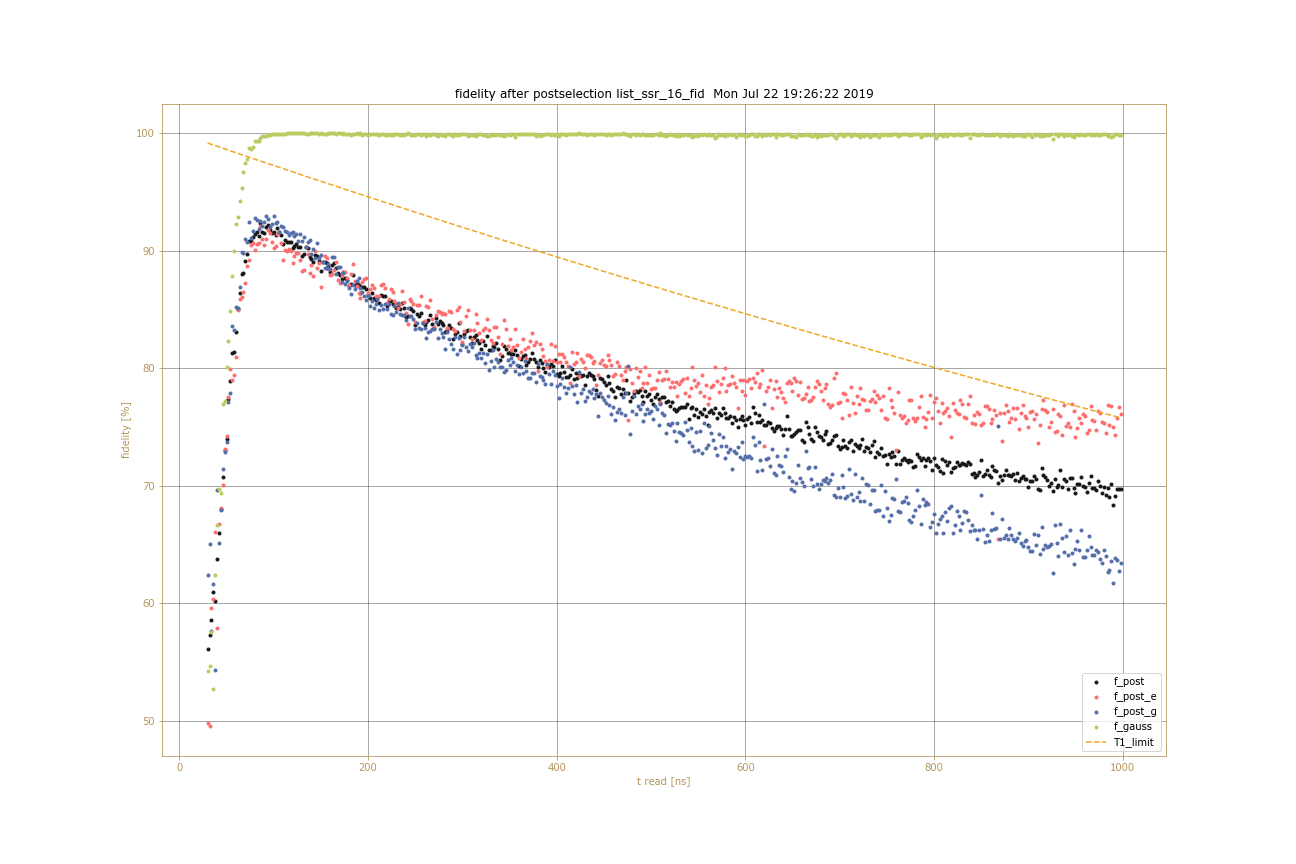 fidelity after postselection list_ssr_16_fid  Mon Jul 22 19:26:22 2019
100
90
80
70
60
50
fidelity [%]
0
200
400
600
800
1000
t read [ns]
f_post
f_post_e
f_post_g
f_gauss
T1_limit